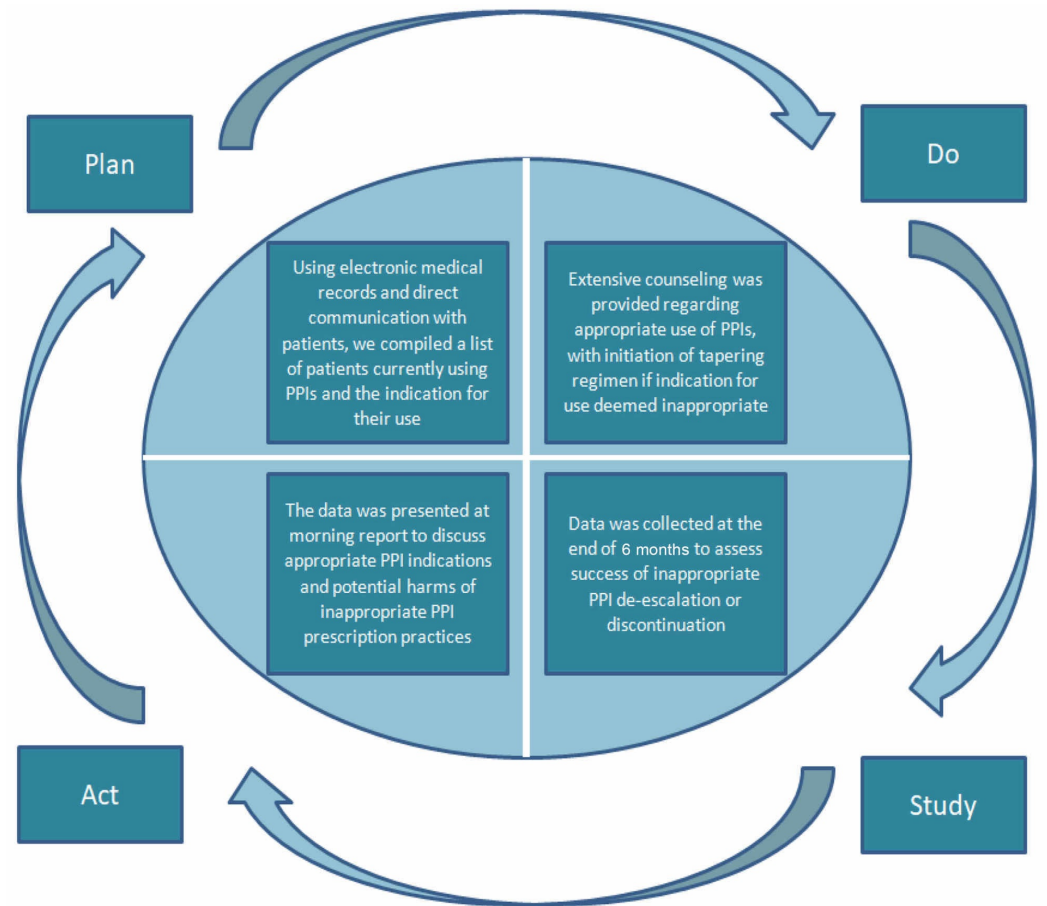 Plan
Do
Using electronic medical
records and direct
communication with
patients, we compiled a list
of patients currently using
PPIs and the indication for
their use
Extensive counseling was
provided regarding
appropriate use of PPIs,
with initiation of tapering
regimen if indication for
use deemed inappropriate
The data was presented at
morning report to discuss
appropriate PPI indications
and potential harms of
inappropriate PPI
prescription practices
Data was collected at the
end of 6 months to assess
success of inappropriate
PPI de-escalation or
discontinuation
Act
Study